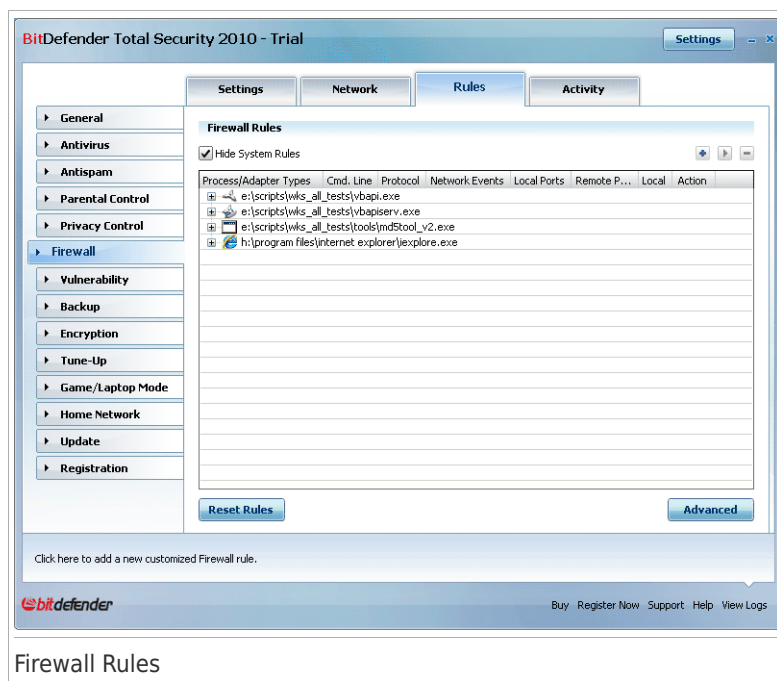 BitDefender Total Security 2010 - Trial
Settings
Settings Network Rules Activity
General
Antivirus
Antispam
Parental Control
Privacy Control
Firewall
Vulnerability
Backup
Encryption
Tune-Up
Game/Laptop Mode
Home Network
Update
Registration
Firewall Rules
Hide System Rules
Process/Adapter Types Cmd. Line Protocol Network Events Local Ports Remote P... Local Action
e:\scripts\wks_all_tests\vbapi.exe
e:\scripts\wks_all_tests\vbapiserv.exe
e:\scripts\wks_all_tests\tools\md5tool_v2.exe
h:\program files\internet explorer\iexplore.exe
Reset Rules Advanced
Click here to add a new customized Firewall rule.
bitdefender
Buy Register Now Support Help View Logs
Firewall Rules